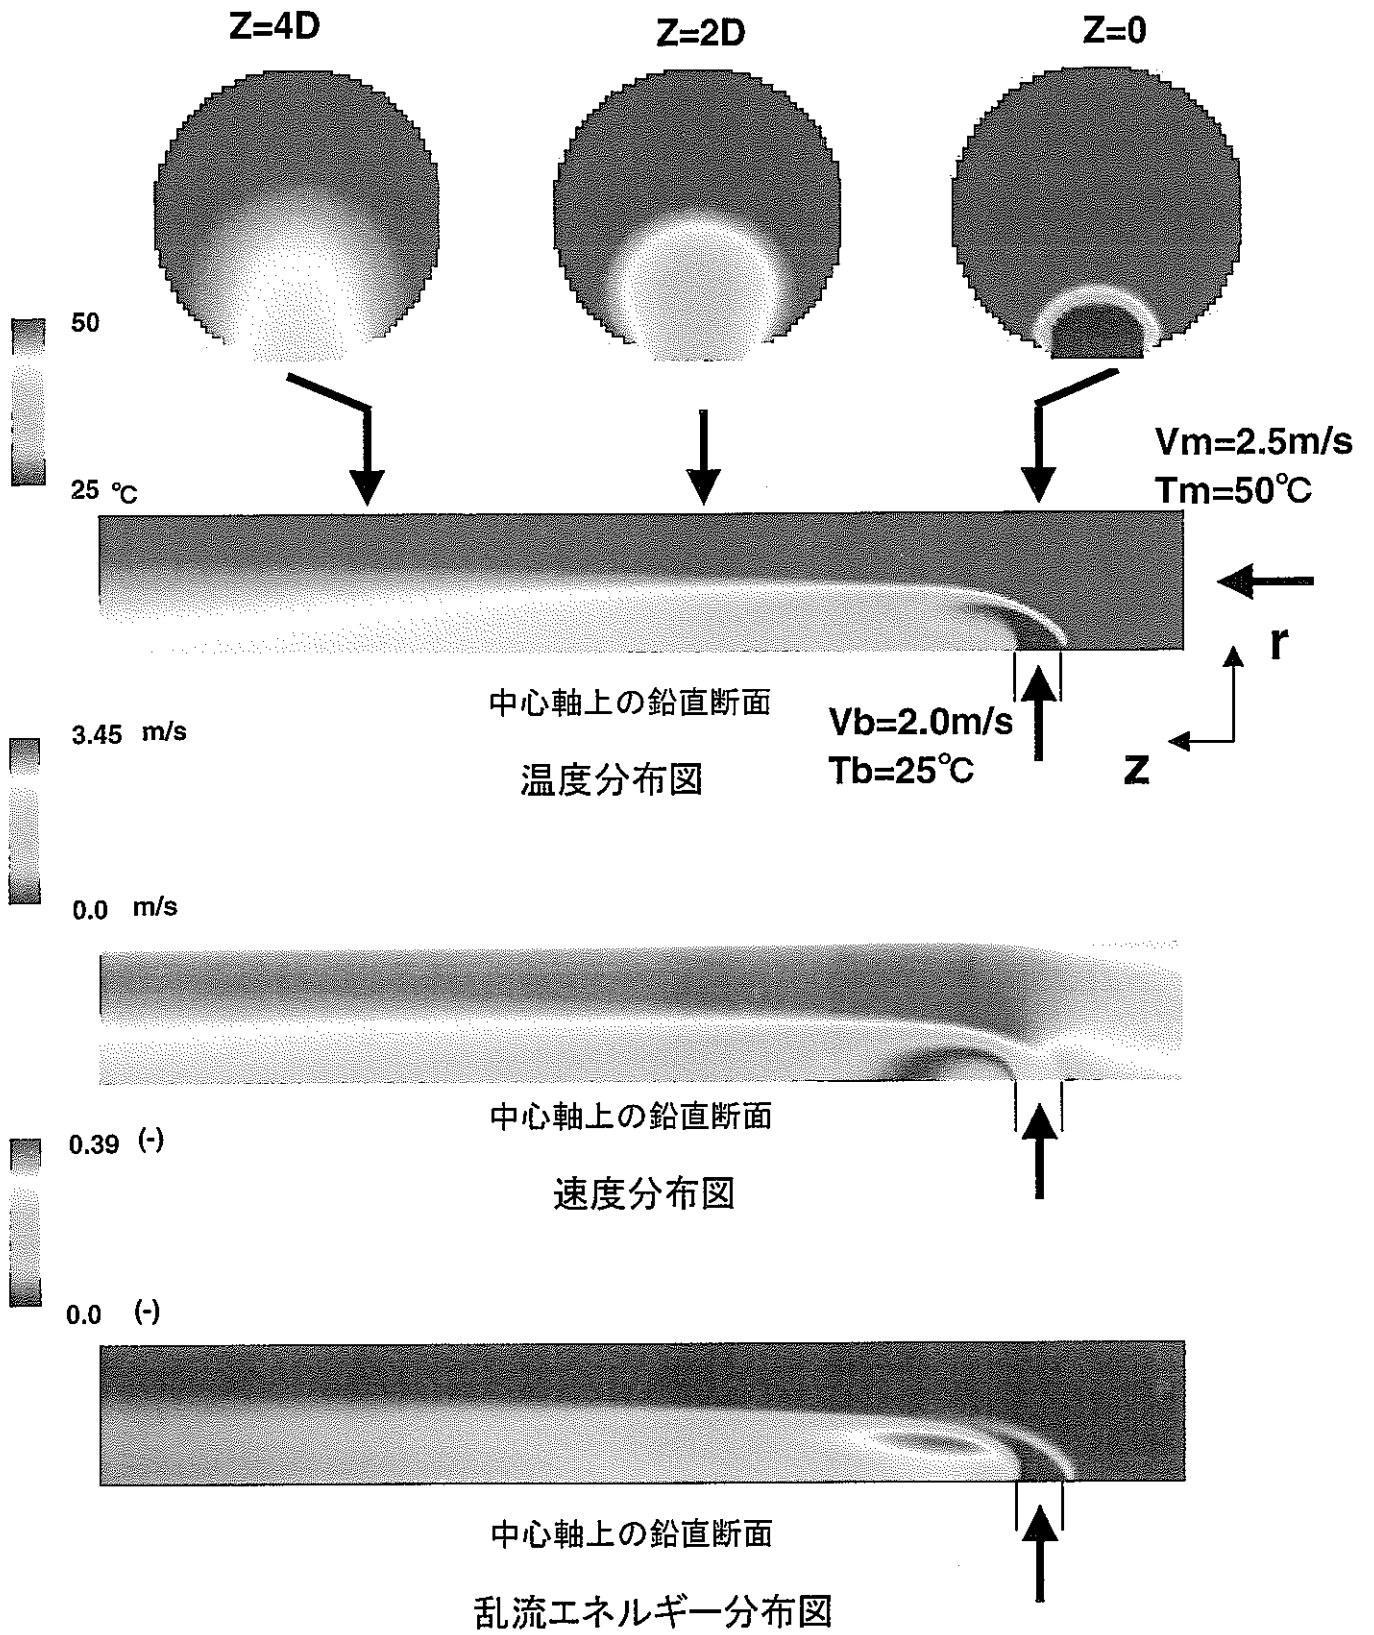 Z=4D
Z=2D
Z=0
50
25 ℃
Vm=2.5m/s
Tm=50℃
r
z
中心軸上の鉛直断面
Vb=2.0m/s
Tb=25℃
温度分布図
3.45 m/s
0.0 m/s
中心軸上の鉛直断面
速度分布図
0.39 (-)
0.0 (-)
中心軸上の鉛直断面
乱流エネルギー分布図